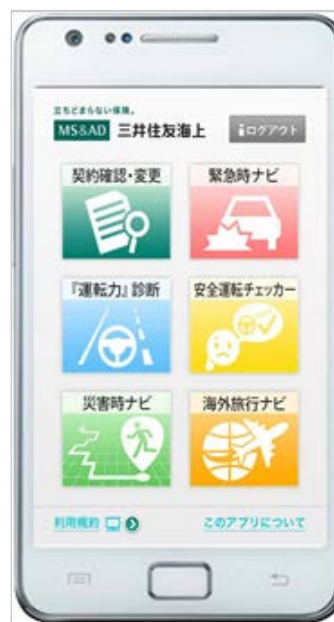 立ちどまらない保険。
MS&AD 三井住友海上
ログアウト
契約確認・変更
緊急時ナビ
『運転力』診断
安全運転チェッカー
災害時ナビ
海外旅行ナビ
利用規約
このアプリについて